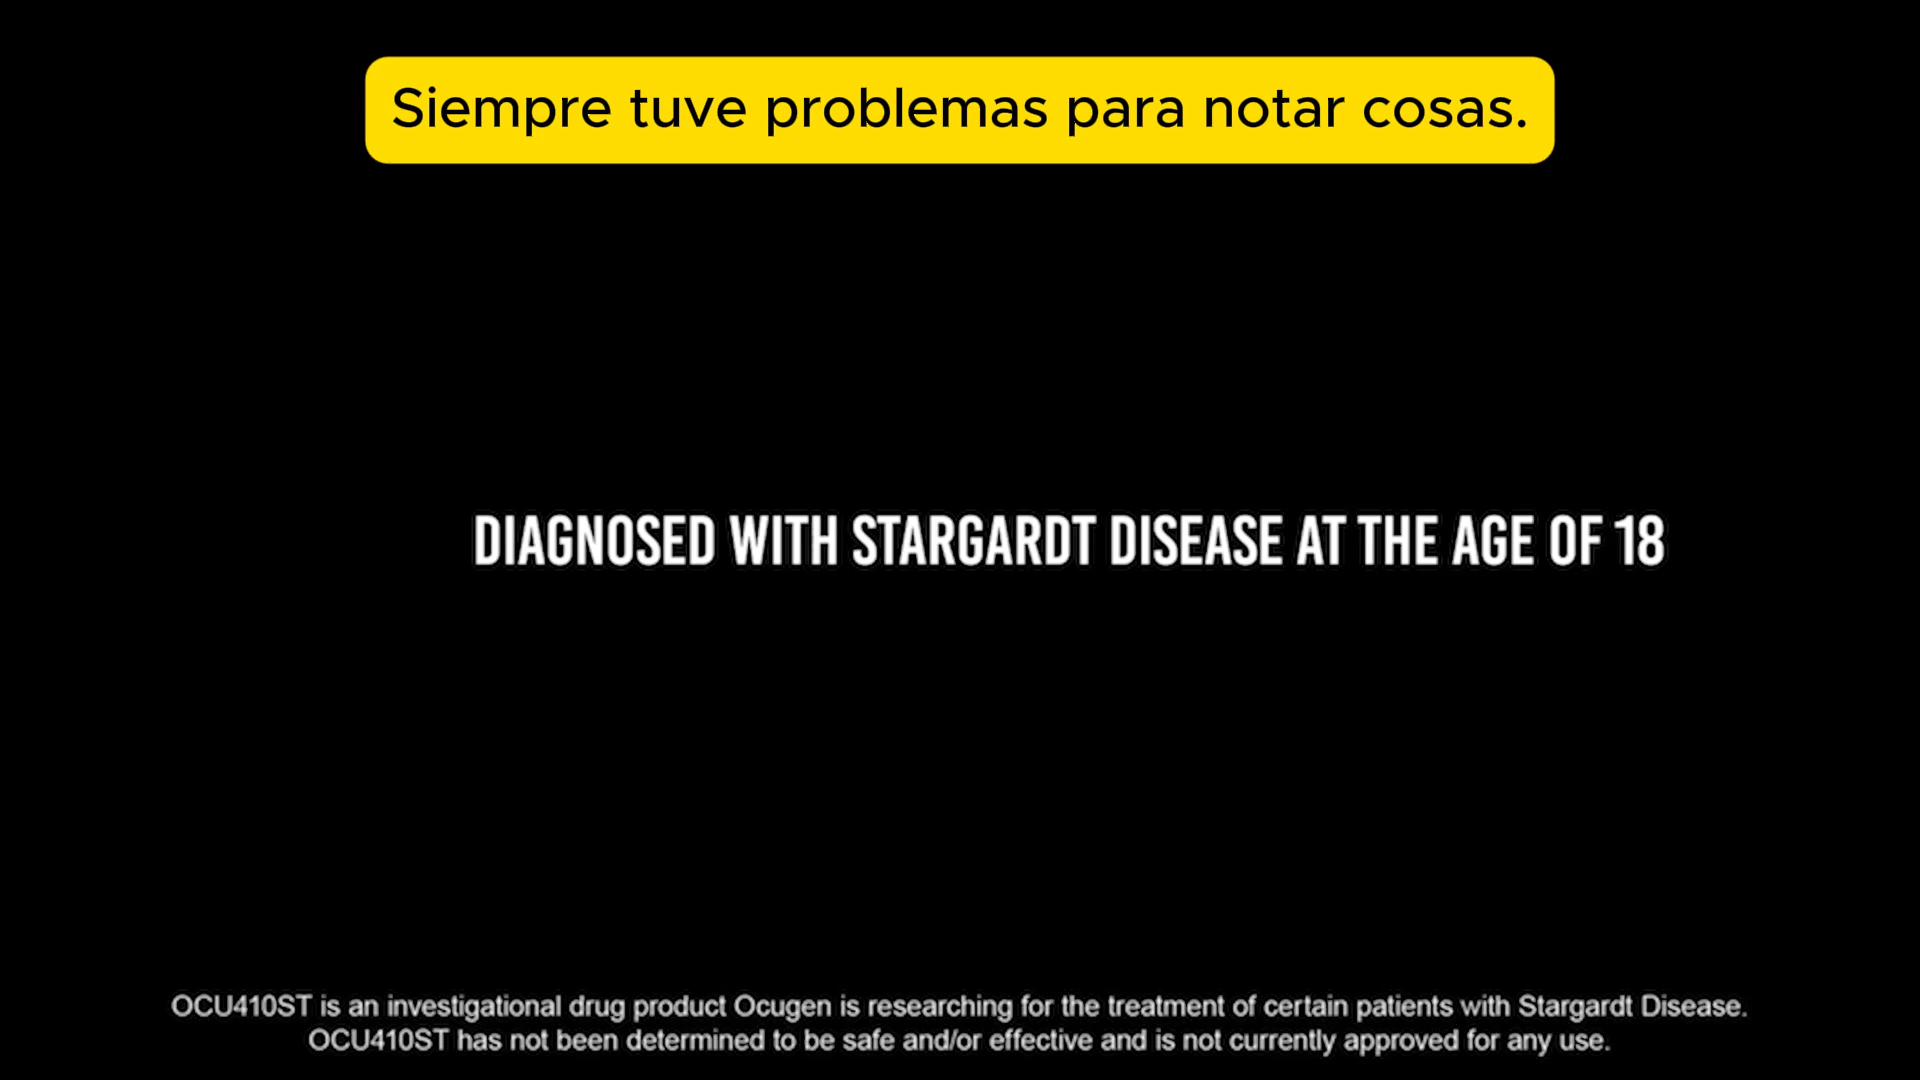 Siempre tuve problemas para notar cosas.
DIAGNOSED WITH STARGARDT DISEASE AT THE AGE OF 18
OCU410ST is an investigational drug product Ocugen is researching for the treatment of certain patients with Stargardt Disease.
OCU410ST has not been determined to be safe and/or effective and is not currently approved for any use.